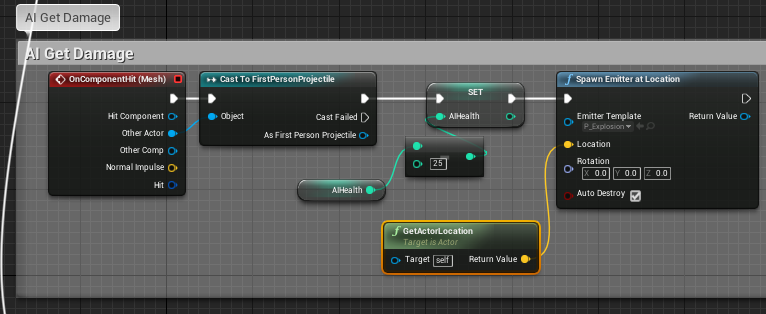 AI Get Damage
AI Get Damage
OnComponentHit (Mesh)
Hit Component
Other Actor
Other Comp
Normal Impulse
Hit
Cast To FirstPersonProjectile
Object
Cast Failed
As First Person Projectile
SET
AIHealth
AIHealth
25
Spawn Emitter at Location
Emitter Template
P_Explosion
Return Value
Location
Rotation
X 0.0 Y 0.0 Z 0.0
Auto Destroy
GetActorLocation
Target is Actor
Target self
Return Value